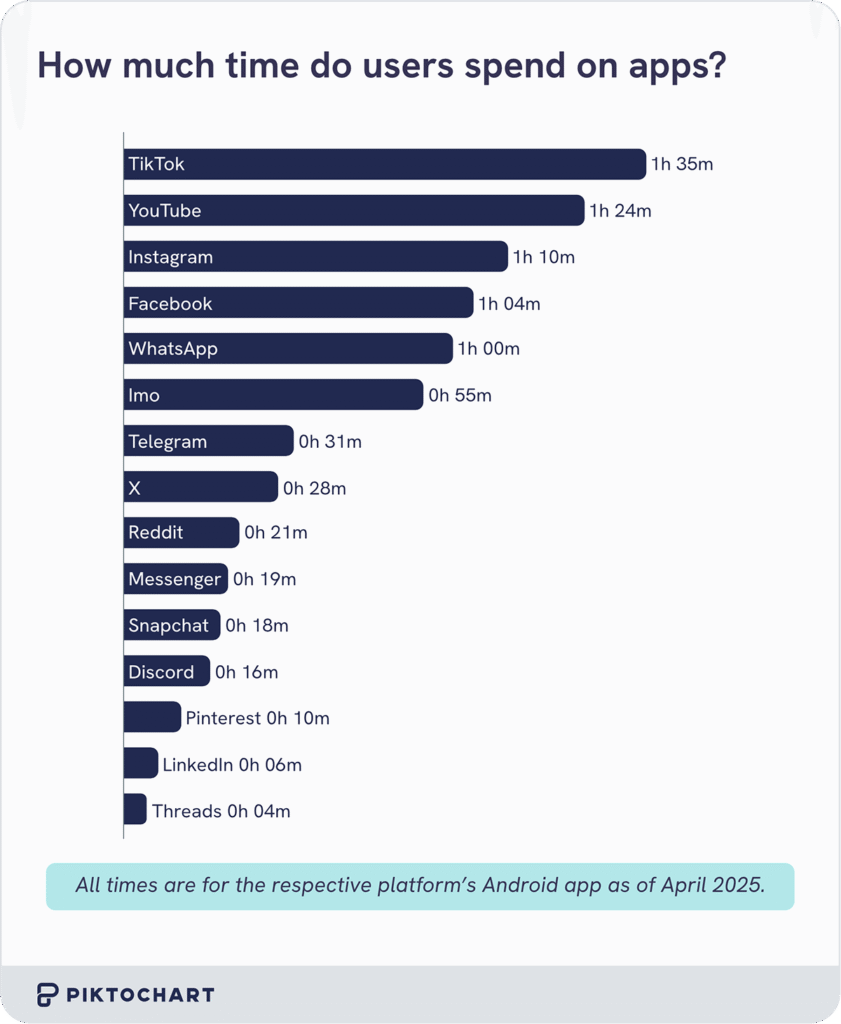 How much time do users spend on apps?
TikTok 1h 35m
YouTube 1h 24m
Instagram 1h 10m
Facebook 1h 04m
WhatsApp 1h 00m
Imo 0h 55m
Telegram 0h 31m
X 0h 28m
Reddit 0h 21m
Messenger 0h 19m
Snapchat 0h 18m
Discord 0h 16m
Pinterest 0h 10m
LinkedIn 0h 06m
Threads 0h 04m
All times are for the respective platform's Android app as of April 2025.
PIKTOCHART